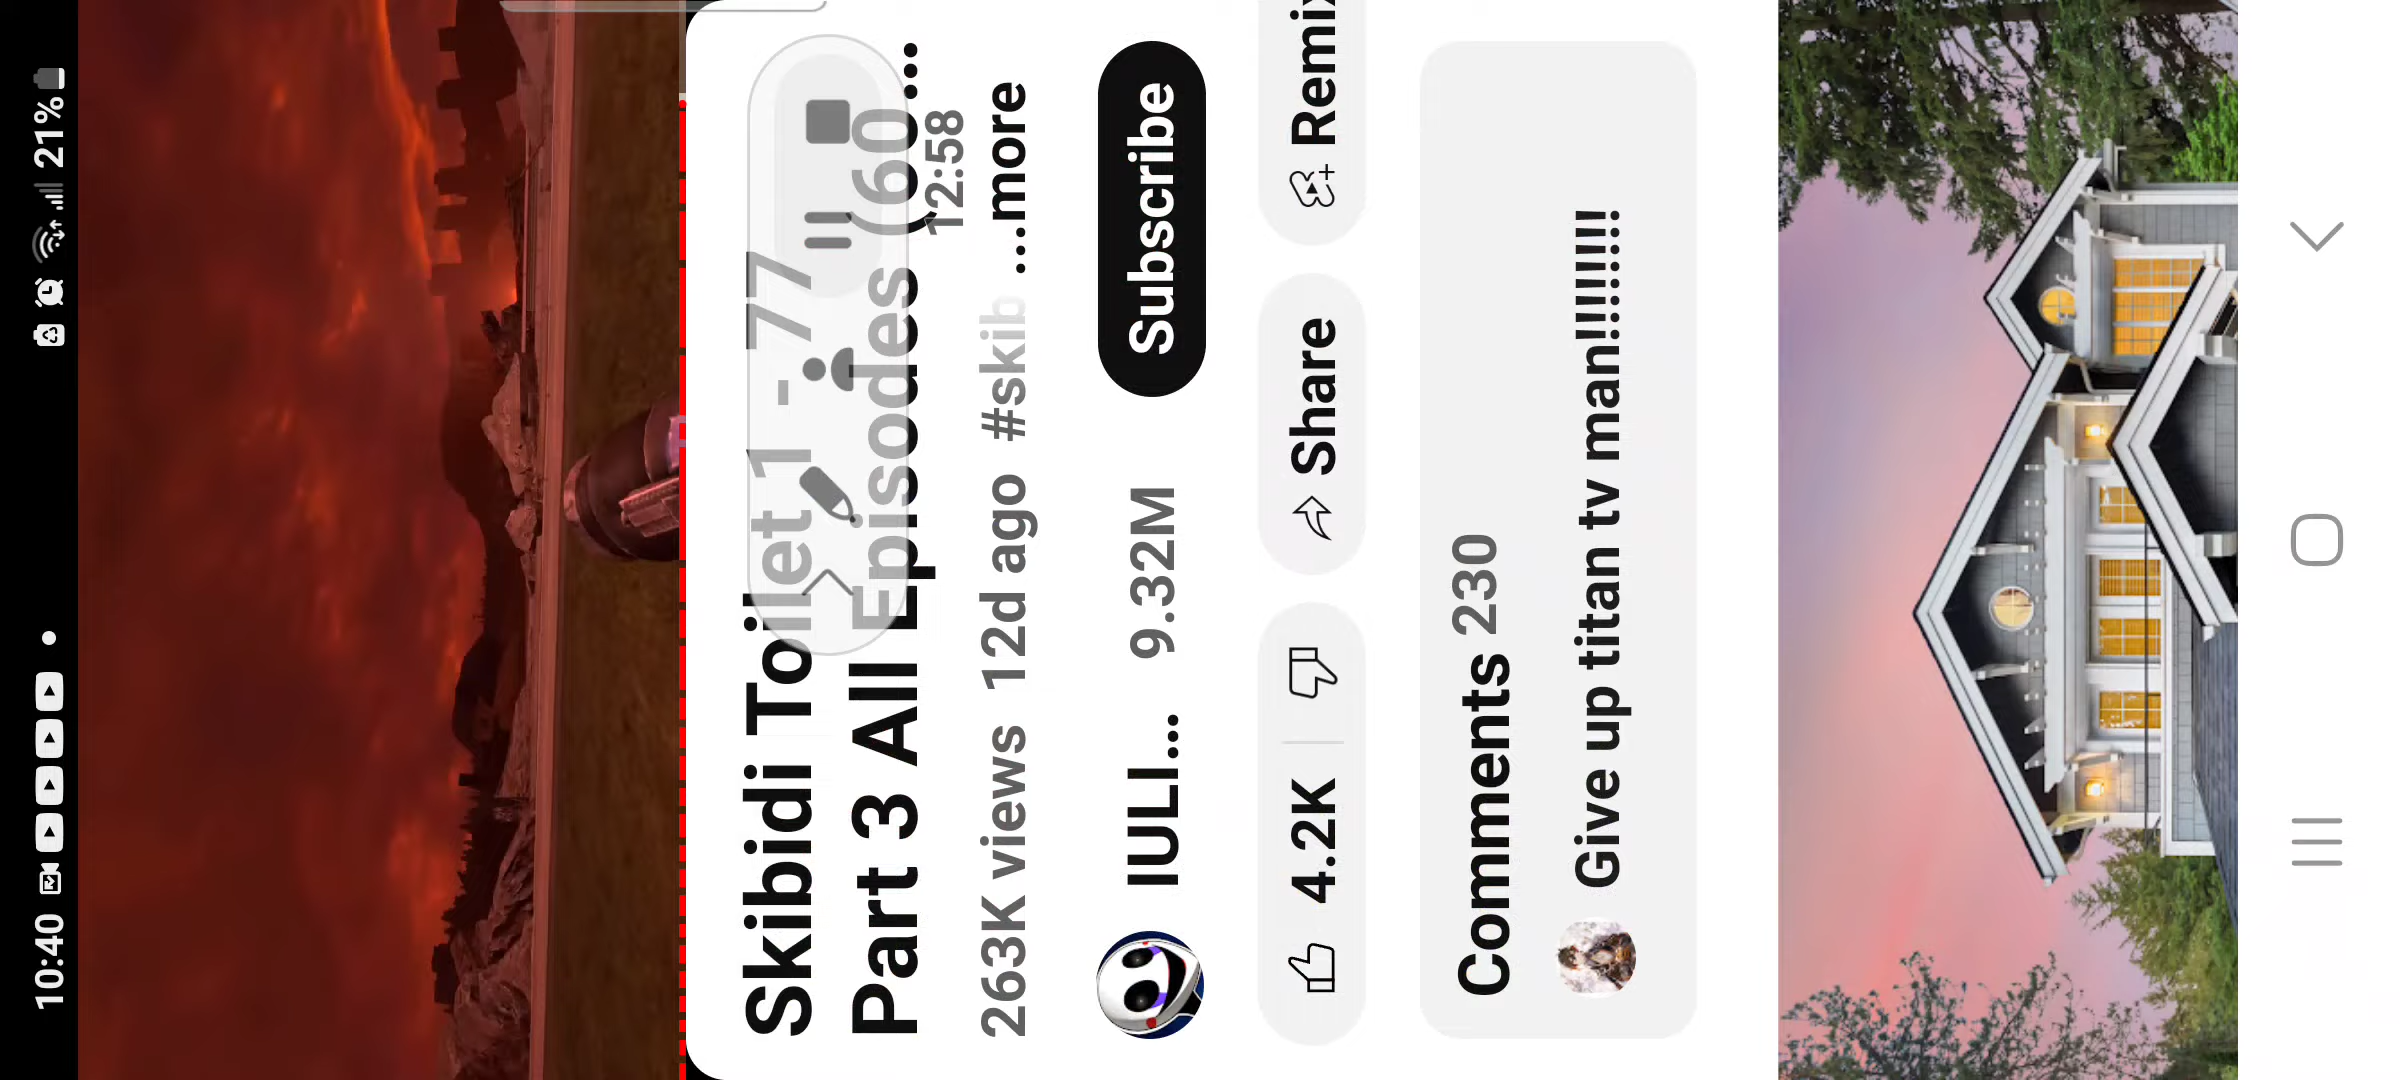 10:40
21%
Skibidi Toilet 1 - 77
Part 3 All Episodes (60 ...
12:58
263K views 12d ago #skib ...more
IULI... 9.32M Subscribe
4.2K Share Remix
Comments 230
Give up titan tv man!!!!!!!!!!